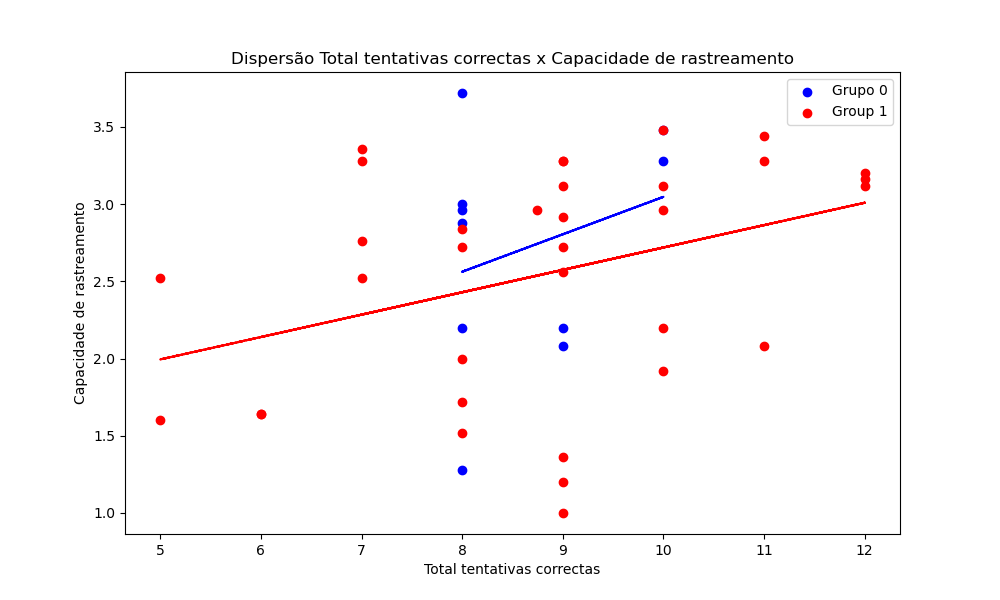 Dispersão Total tentativas correctas x Capacidade de rastreamento
Grupo 0
Group 1
Capacidade de rastreamento
3.5
3.0
2.5
2.0
1.5
1.0
5 6 7 8 9 10 11 12
Total tentativas correctas